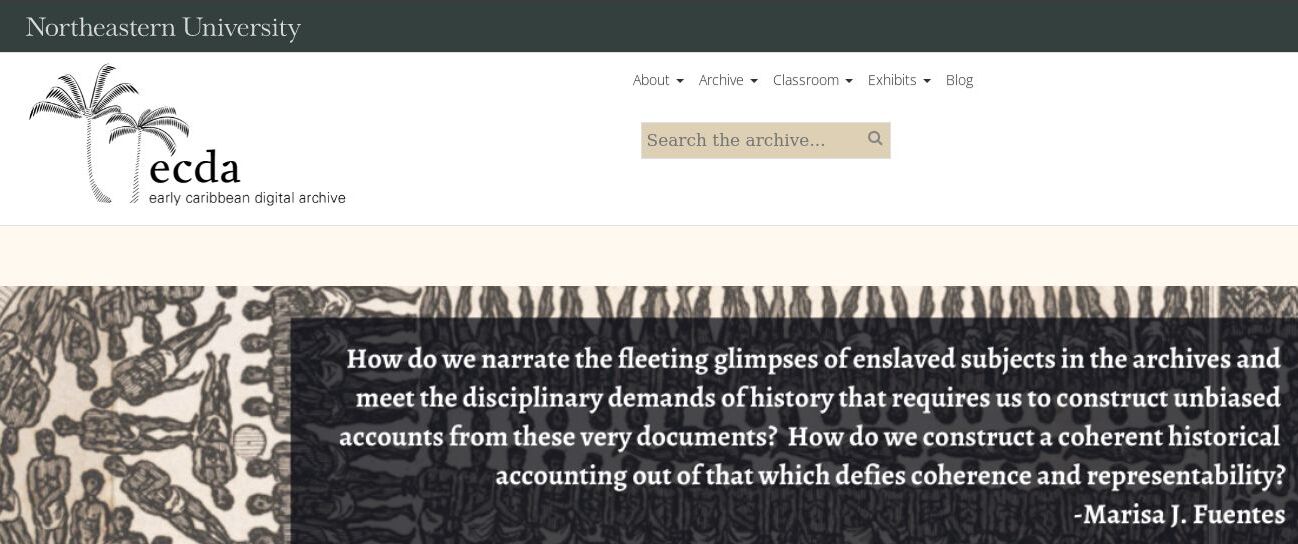 Northeastern University
ecda
early caribbean digital archive
About Archive Classroom Exhibits Blog
Search the archive...
How do we narrate the fleeting glimpses of enslaved subjects in the archives and
meet the disciplinary demands of history that requires us to construct unbiased
accounts from these very documents? How do we construct a coherent historical
accounting out of that which defies coherence and representability?
-Marisa J. Fuentes